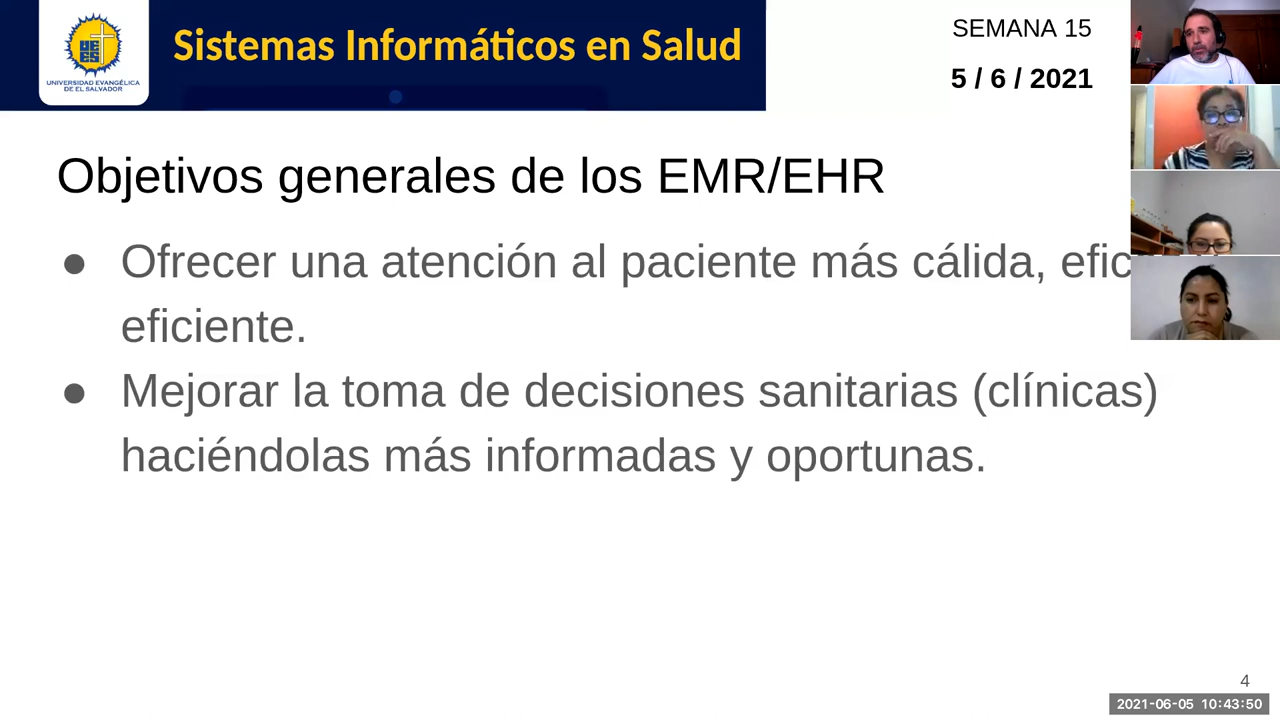 Sistemas Informáticos en Salud
SEMANA 15
5 / 6 / 2021
UNIVERSIDAD EVANGÉLICA
DE EL SALVADOR
Objetivos generales de los EMR/EHR
● Ofrecer una atención al paciente más cálida,
eficiente.
● Mejorar la toma de decisiones sanitarias (clínicas)
haciéndolas más informadas y oportunas.
4
2021-06-05 10:43:50